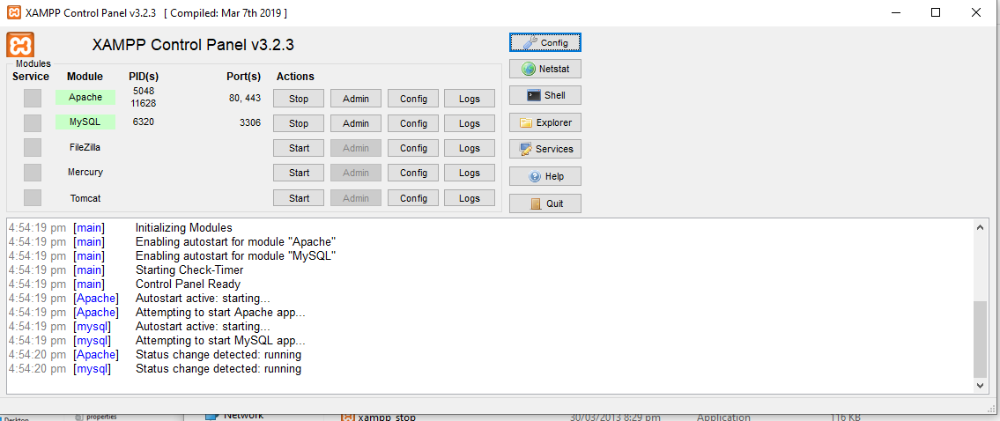 XAMPP Control Panel v3.2.3 [ Compiled: Mar 7th 2019 ]
XAMPP Control Panel v3.2.3
Config
Modules
Service Module PID(s) Port(s) Actions
Netstat
Apache 5048 11628 80, 443 Stop Admin Config Logs
Shell
MySQL 6320 3306 Stop Admin Config Logs
Explorer
FileZilla Start Admin Config Logs
Services
Mercury Start Admin Config Logs
Help
Tomcat Start Admin Config Logs
Quit
4:54:19 pm [main] Initializing Modules
4:54:19 pm [main] Enabling autostart for module "Apache"
4:54:19 pm [main] Enabling autostart for module "MySQL"
4:54:19 pm [main] Starting Check-Timer
4:54:19 pm [main] Control Panel Ready
4:54:19 pm [Apache] Autostart active: starting...
4:54:19 pm [Apache] Attempting to start Apache app...
4:54:19 pm [mysql] Autostart active: starting...
4:54:19 pm [mysql] Attempting to start MySQL app...
4:54:20 pm [Apache] Status change detected: running
4:54:20 pm [mysql] Status change detected: running
Desktop properties Network xampp_stop 30/03/2013 8:29 pm Application 116 KB